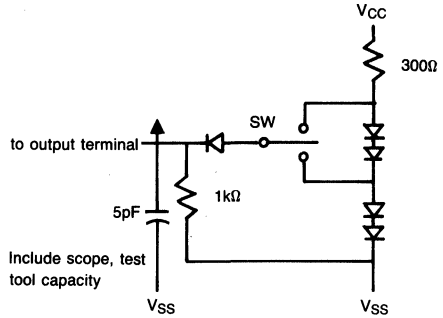 VCC
300Ω
SW
to output terminal
1kΩ
5pF
Include scope, test
tool capacity
VSS
VSS